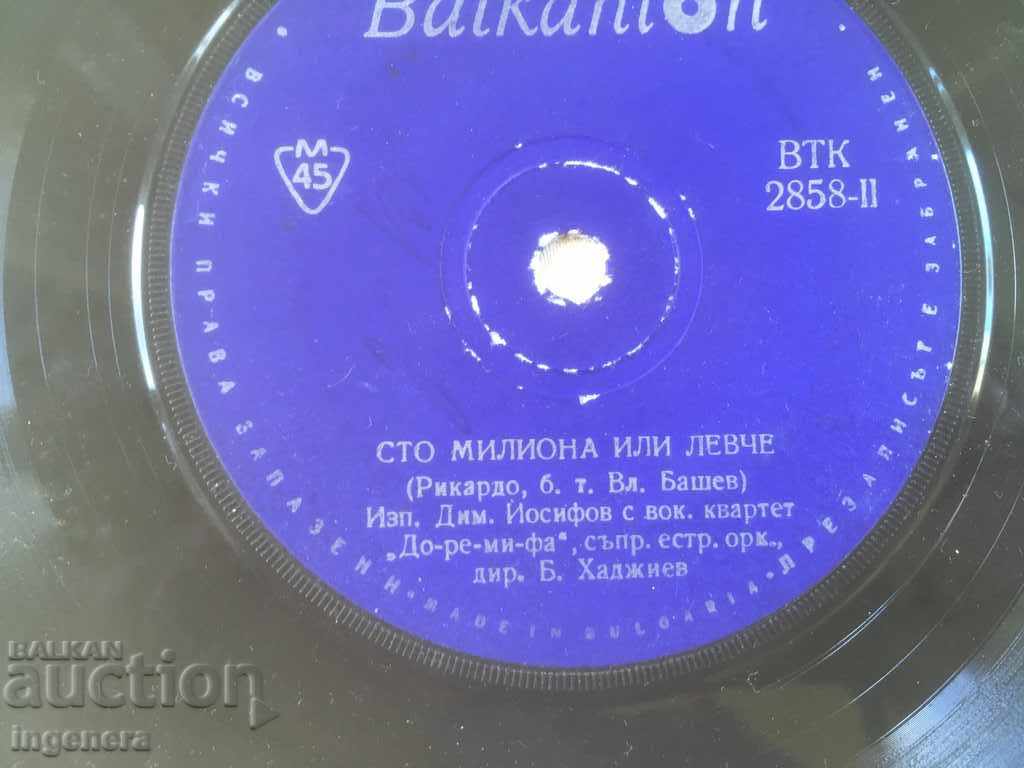 Balkanton
М
45
ВТК
2858-II
СТО МИЛИОНА ИЛИ ЛЕВЧЕ
(Рикардо, б. т. Вл. Башев)
Изп. Дим. Йосифов с вок. квартет
„До-ре-ми-фа“, съпр. естр. орк.,
дир. Б. Хаджиев
ВСИЧКИ ПРАВА ЗАПАЗЕНИ · MADE IN BULGARIA · ПРЕЗАПИСЪТ Е ЗАБРАНЕН
BALKAN
auction
ingenera